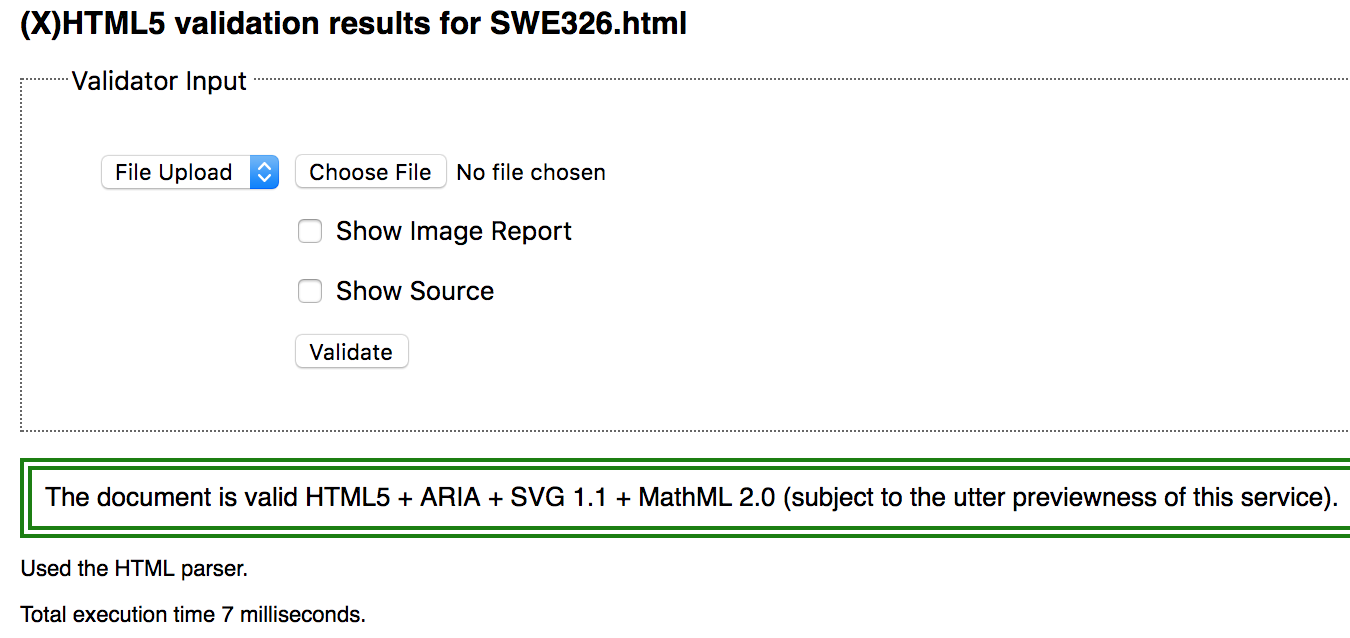 (X)HTML5 validation results for SWE326.html
Validator Input
File Upload Choose File No file chosen
Show Image Report
Show Source
Validate
The document is valid HTML5 + ARIA + SVG 1.1 + MathML 2.0 (subject to the utter previewness of this service).
Used the HTML parser.
Total execution time 7 milliseconds.